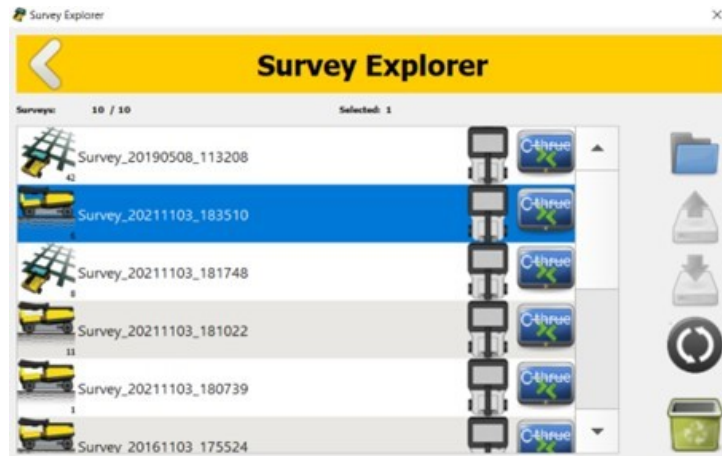 Survey Explorer
Survey Explorer
Surveys: 10 / 10 Selected: 1
42 Survey_20190508_113208 C-thrue
6 Survey_20211103_183510 C-thrue
8 Survey_20211103_181748 C-thrue
11 Survey_20211103_181022 C-thrue
1 Survey_20211103_180739 C-thrue
Survey_20161103_175524 C-thrue